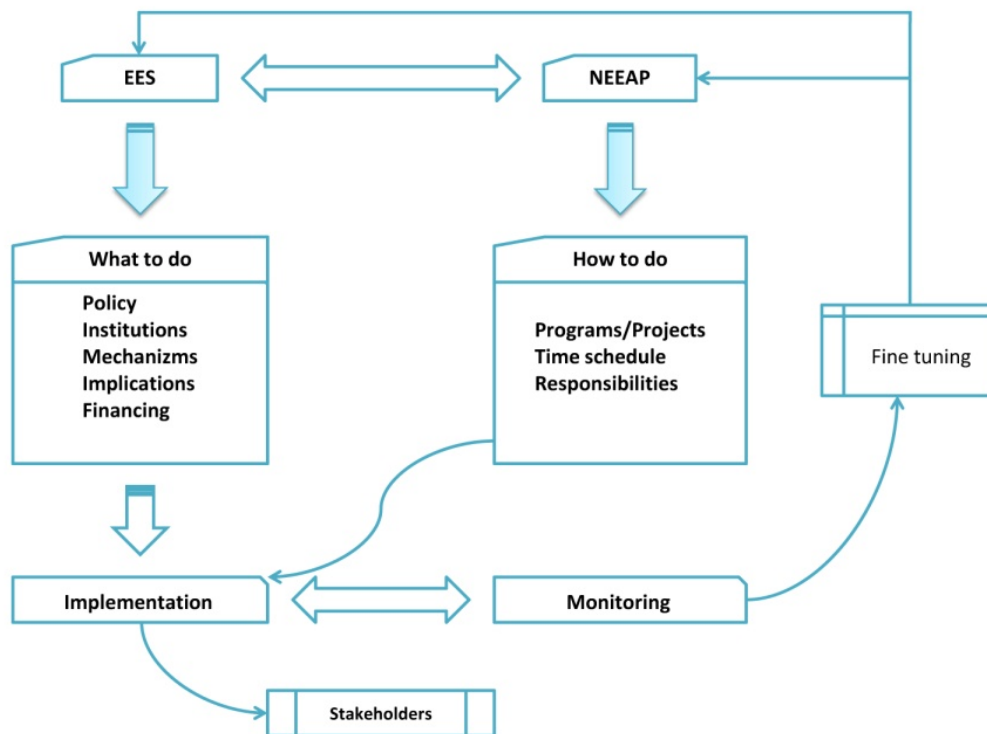 EES
NEEAP
What to do
Policy
Institutions
Mechanizms
Implications
Financing
How to do
Programs/Projects
Time schedule
Responsibilities
Fine tuning
Implementation
Monitoring
Stakeholders